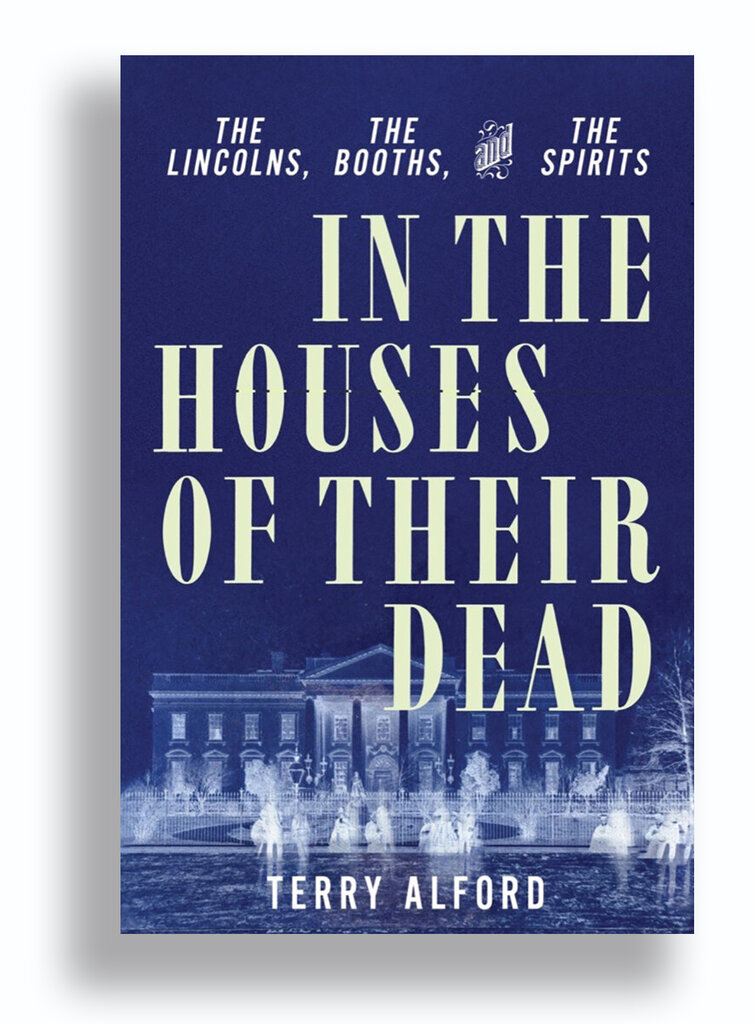 THE LINCOLNS, THE BOOTHS, and THE SPIRITS
IN THE
HOUSES
OF THEIR
DEAD
TERRY ALFORD